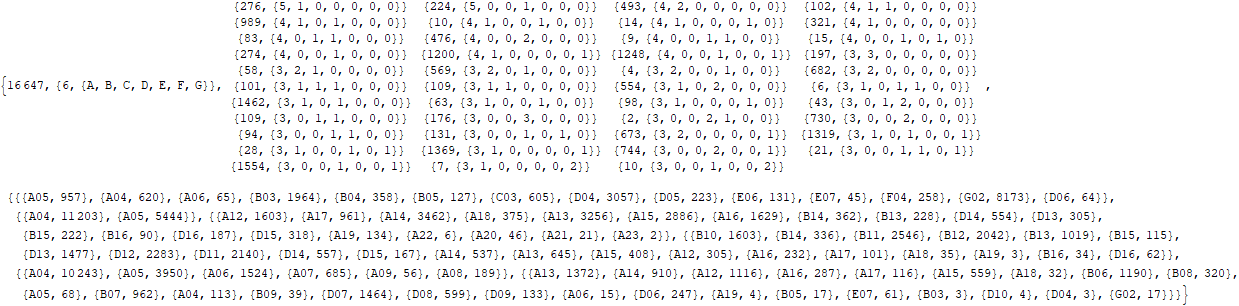 {276, {5, 1, 0, 0, 0, 0, 0}} {224, {5, 0, 0, 1, 0, 0, 0}} {493, {4, 2, 0, 0, 0, 0, 0}} {102, {4, 1, 1, 0, 0, 0, 0}}
{989, {4, 1, 0, 1, 0, 0, 0}} {10, {4, 1, 0, 0, 1, 0, 0}} {14, {4, 1, 0, 0, 0, 1, 0}} {321, {4, 1, 0, 0, 0, 0, 0}}
{83, {4, 0, 1, 1, 0, 0, 0}} {476, {4, 0, 0, 2, 0, 0, 0}} {9, {4, 0, 0, 1, 1, 0, 0}} {15, {4, 0, 0, 1, 0, 1, 0}}
{274, {4, 0, 0, 1, 0, 0, 0}} {1200, {4, 1, 0, 0, 0, 0, 1}} {1248, {4, 0, 0, 1, 0, 0, 1}} {197, {3, 3, 0, 0, 0, 0, 0}}
{58, {3, 2, 1, 0, 0, 0, 0}} {569, {3, 2, 0, 1, 0, 0, 0}} {4, {3, 2, 0, 0, 1, 0, 0}} {682, {3, 2, 0, 0, 0, 0, 0}}
{16 647, {6, {A, B, C, D, E, F, G}}, {101, {3, 1, 1, 1, 0, 0, 0}} {109, {3, 1, 1, 0, 0, 0, 0}} {554, {3, 1, 0, 2, 0, 0, 0}} {6, {3, 1, 0, 1, 1, 0, 0}} ,
{1462, {3, 1, 0, 1, 0, 0, 0}} {63, {3, 1, 0, 0, 1, 0, 0}} {98, {3, 1, 0, 0, 0, 1, 0}} {43, {3, 0, 1, 2, 0, 0, 0}}
{109, {3, 0, 1, 1, 0, 0, 0}} {176, {3, 0, 0, 3, 0, 0, 0}} {2, {3, 0, 0, 2, 1, 0, 0}} {730, {3, 0, 0, 2, 0, 0, 0}}
{94, {3, 0, 0, 1, 1, 0, 0}} {131, {3, 0, 0, 1, 0, 1, 0}} {673, {3, 2, 0, 0, 0, 0, 1}} {1319, {3, 1, 0, 1, 0, 0, 1}}
{28, {3, 1, 0, 0, 1, 0, 1}} {1369, {3, 1, 0, 0, 0, 0, 1}} {744, {3, 0, 0, 2, 0, 0, 1}} {21, {3, 0, 0, 1, 1, 0, 1}}
{1554, {3, 0, 0, 1, 0, 0, 1}} {7, {3, 1, 0, 0, 0, 0, 2}} {10, {3, 0, 0, 1, 0, 0, 2}}
{{{A05, 957}, {A04, 620}, {A06, 65}, {B03, 1964}, {B04, 358}, {B05, 127}, {C03, 605}, {D04, 3057}, {D05, 223}, {E06, 131}, {E07, 45}, {F04, 258}, {G02, 8173}, {D06, 64}},
{{A04, 11 203}, {A05, 5444}}, {{A12, 1603}, {A17, 961}, {A14, 3462}, {A18, 375}, {A13, 3256}, {A15, 2886}, {A16, 1629}, {B14, 362}, {B13, 228}, {D14, 554}, {D13, 305},
{B15, 222}, {B16, 90}, {D16, 187}, {D15, 318}, {A19, 134}, {A22, 6}, {A20, 46}, {A21, 21}, {A23, 2}}, {{B10, 1603}, {B14, 336}, {B11, 2546}, {B12, 2042}, {B13, 1019}, {B15, 115},
{D13, 1477}, {D12, 2283}, {D11, 2140}, {D14, 557}, {D15, 167}, {A14, 537}, {A13, 645}, {A15, 408}, {A12, 305}, {A16, 232}, {A17, 101}, {A18, 35}, {A19, 3}, {B16, 34}, {D16, 62}},
{{A04, 10 243}, {A05, 3950}, {A06, 1524}, {A07, 685}, {A09, 56}, {A08, 189}}, {{A13, 1372}, {A14, 910}, {A12, 1116}, {A16, 287}, {A17, 116}, {A15, 559}, {A18, 32}, {B06, 1190}, {B08, 320},
{A05, 68}, {B07, 962}, {A04, 113}, {B09, 39}, {D07, 1464}, {D08, 599}, {D09, 133}, {A06, 15}, {D06, 247}, {A19, 4}, {B05, 17}, {E07, 61}, {B03, 3}, {D10, 4}, {D04, 3}, {G02, 17}}}}